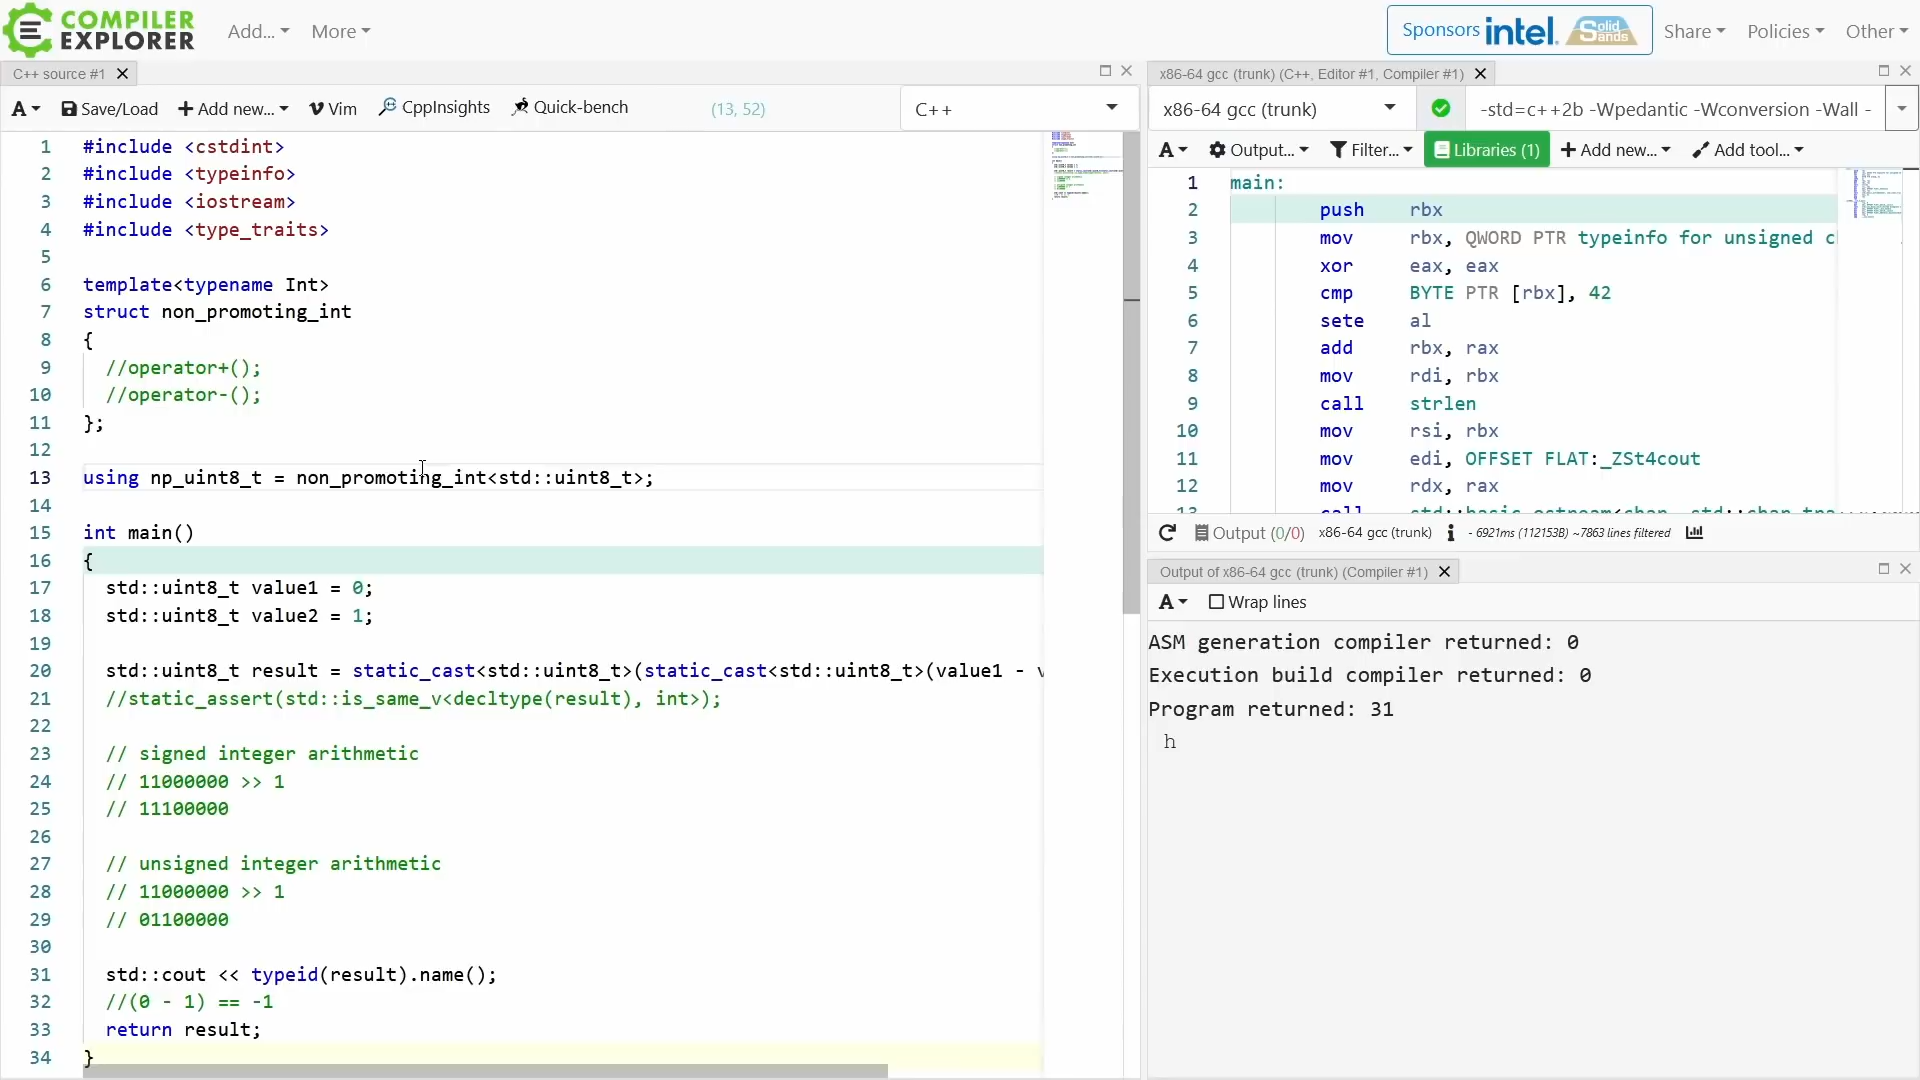 COMPILER
EXPLORER
Add...
More
Sponsors intel. Solid Sands
Share
Policies
Other
C++ source #1
A
Save/Load
Add new...
Vim
CppInsights
Quick-bench
(13, 52)
C++
1 #include <cstdint>
2 #include <typeinfo>
3 #include <iostream>
4 #include <type_traits>
5
6 template<typename Int>
7 struct non_promoting_int
8 {
9 //operator+();
10 //operator-();
11 };
12
13 using np_uint8_t = non_promoting_int<std::uint8_t>;
14
15 int main()
16 {
17 std::uint8_t value1 = 0;
18 std::uint8_t value2 = 1;
19
20 std::uint8_t result = static_cast<std::uint8_t>(static_cast<std::uint8_t>(value1 -
21 //static_assert(std::is_same_v<decltype(result), int>);
22
23 // signed integer arithmetic
24 // 11000000 >> 1
25 // 11100000
26
27 // unsigned integer arithmetic
28 // 11000000 >> 1
29 // 01100000
30
31 std::cout << typeid(result).name();
32 //(0 - 1) == -1
33 return result;
34 }
x86-64 gcc (trunk) (C++, Editor #1, Compiler #1)
x86-64 gcc (trunk)
-std=c++2b -Wpedantic -Wconversion -Wall -
A
Output...
Filter...
Libraries (1)
Add new...
Add tool...
1 main:
2 push rbx
3 mov rbx, QWORD PTR typeinfo for unsigned
4 xor eax, eax
5 cmp BYTE PTR [rbx], 42
6 sete al
7 add rbx, rax
8 mov rdi, rbx
9 call strlen
10 mov rsi, rbx
11 mov edi, OFFSET FLAT:_ZSt4cout
12 mov rdx, rax
13 call
Output (0/0) x86-64 gcc (trunk) i - 6921ms (112153B) ~7863 lines filtered
Output of x86-64 gcc (trunk) (Compiler #1)
A
Wrap lines
ASM generation compiler returned: 0
Execution build compiler returned: 0
Program returned: 31
h